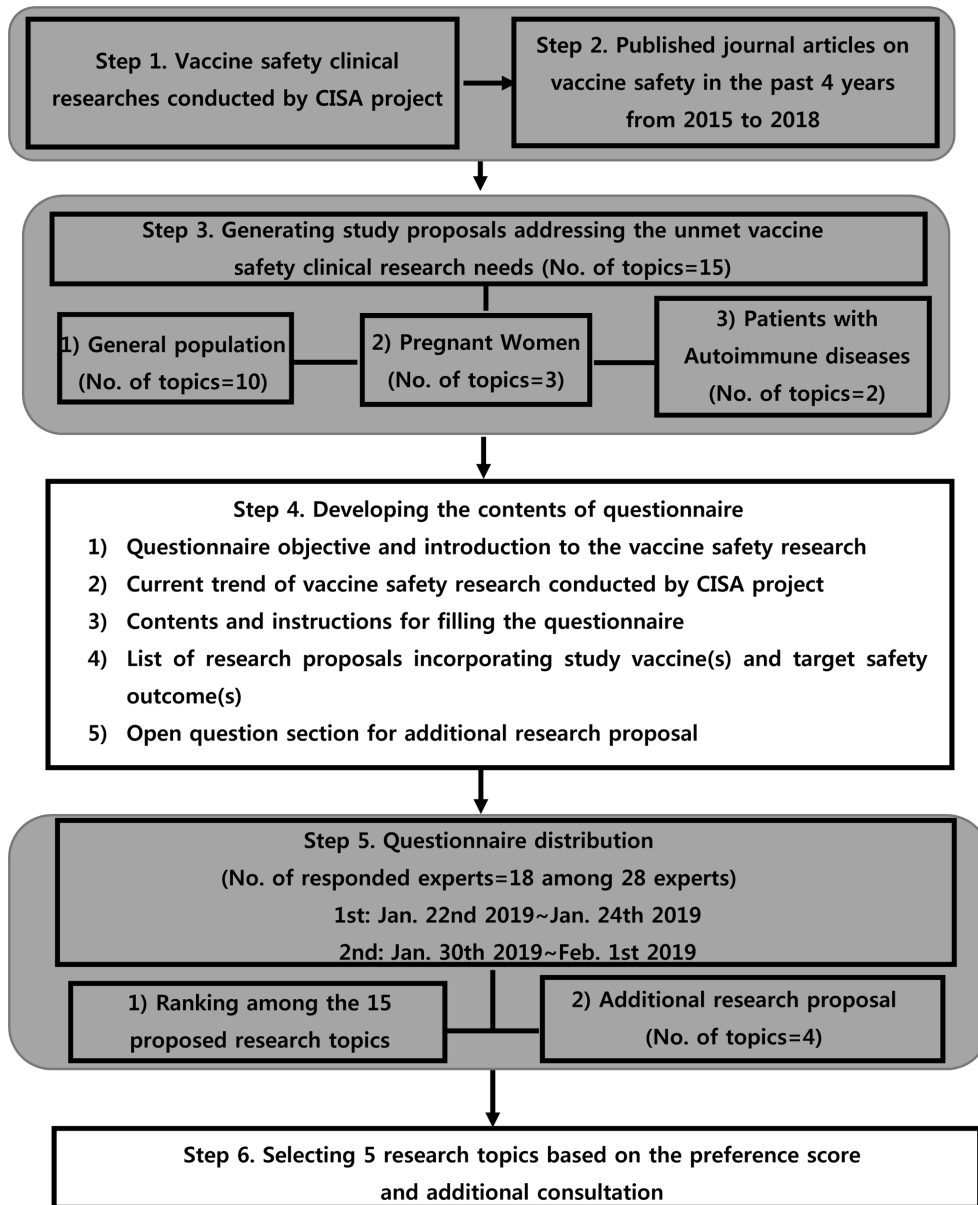 Step 1. Vaccine safety clinical
researches conducted by CISA project
Step 2. Published journal articles on
vaccine safety in the past 4 years
from 2015 to 2018
Step 3. Generating study proposals addressing the unmet vaccine
safety clinical research needs (No. of topics=15)
1) General population
(No. of topics=10)
2) Pregnant Women
(No. of topics=3)
3) Patients with
Autoimmune diseases
(No. of topics=2)
Step 4. Developing the contents of questionnaire
1) Questionnaire objective and introduction to the vaccine safety research
2) Current trend of vaccine safety research conducted by CISA project
3) Contents and instructions for filling the questionnaire
4) List of research proposals incorporating study vaccine(s) and target safety
outcome(s)
5) Open question section for additional research proposal
Step 5. Questionnaire distribution
(No. of responded experts=18 among 28 experts)
1st: Jan. 22nd 2019~Jan. 24th 2019
2nd: Jan. 30th 2019~Feb. 1st 2019
1) Ranking among the 15
proposed research topics
2) Additional research proposal
(No. of topics=4)
Step 6. Selecting 5 research topics based on the preference score
and additional consultation